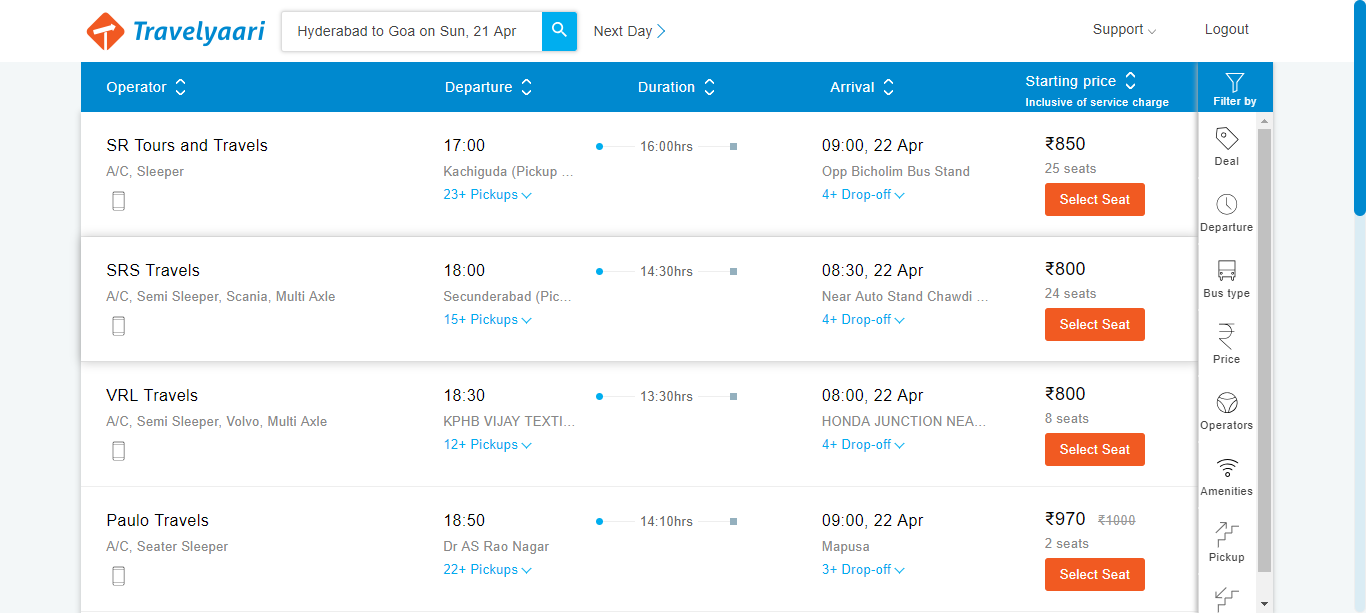 Travelyaari
Hyderabad to Goa on Sun, 21 Apr
Next Day
Support
Logout
Operator
Departure
Duration
Arrival
Starting price
Inclusive of service charge
Filter by
SR Tours and Travels
A/C, Sleeper
17:00
Kachiguda (Pickup ...
23+ Pickups
16:00hrs
09:00, 22 Apr
Opp Bicholim Bus Stand
4+ Drop-off
₹850
25 seats
Select Seat
SRS Travels
A/C, Semi Sleeper, Scania, Multi Axle
18:00
Secunderabad (Pic...
15+ Pickups
14:30hrs
08:30, 22 Apr
Near Auto Stand Chawdi ...
4+ Drop-off
₹800
24 seats
Select Seat
VRL Travels
A/C, Semi Sleeper, Volvo, Multi Axle
18:30
KPHB VIJAY TEXTI...
12+ Pickups
13:30hrs
08:00, 22 Apr
HONDA JUNCTION NEA...
4+ Drop-off
₹800
8 seats
Select Seat
Paulo Travels
A/C, Seater Sleeper
18:50
Dr AS Rao Nagar
22+ Pickups
14:10hrs
09:00, 22 Apr
Mapusa
3+ Drop-off
₹970 ₹1000
2 seats
Select Seat
Deal
Departure
Bus type
Price
Operators
Amenities
Pickup